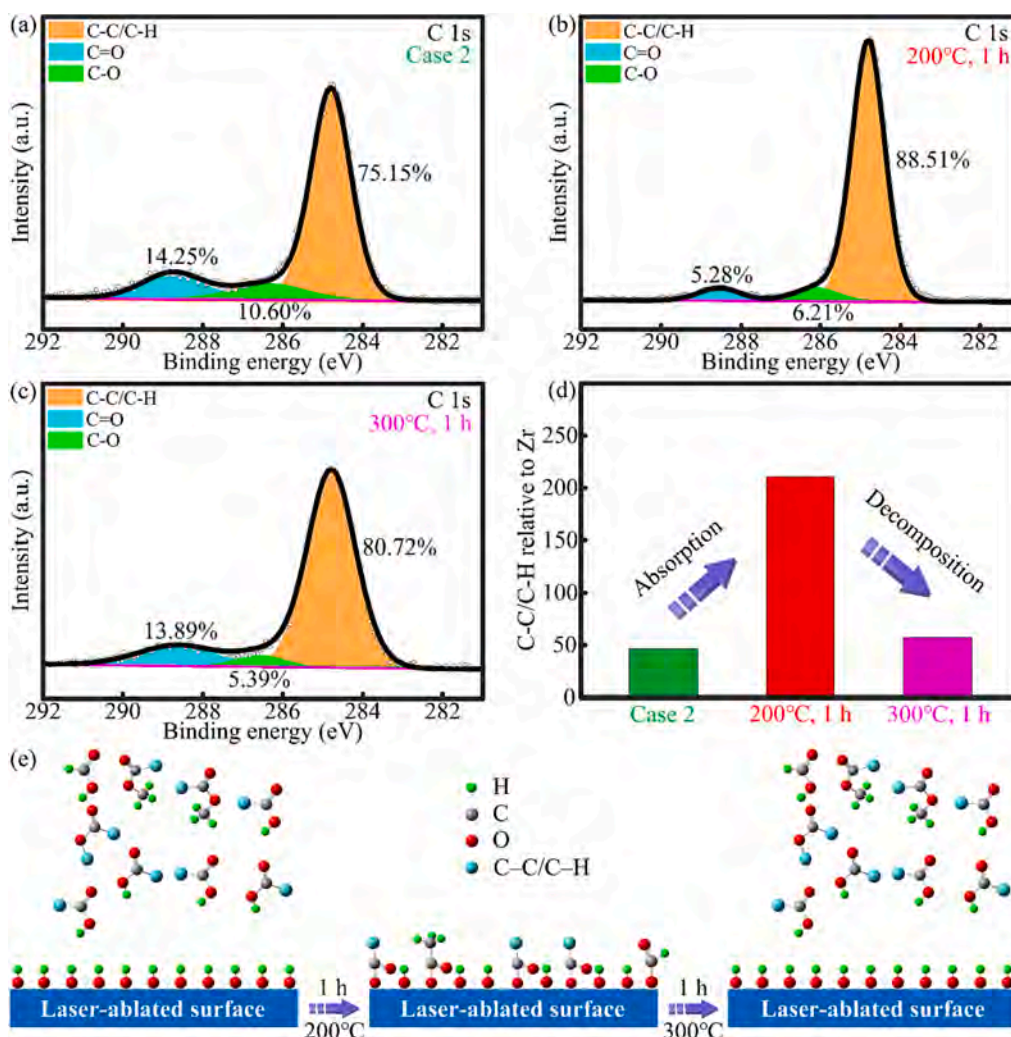 (a)
C-C/C-H
C=O
C-O
C 1s
Case 2
75.15%
14.25%
10.60%
Intensity (a.u.)
292 290 288 286 284 282
Binding energy (eV)
(b)
C-C/C-H
C=O
C-O
C 1s
200°C, 1 h
88.51%
5.28%
6.21%
Intensity (a.u.)
292 290 288 286 284 282
Binding energy (eV)
(c)
C-C/C-H
C=O
C-O
C 1s
300°C, 1 h
80.72%
13.89%
5.39%
Intensity (a.u.)
292 290 288 286 284 282
Binding energy (eV)
(d)
C-C/C-H relative to Zr
250
200
150
100
50
0
Absorption
Decomposition
Case 2 200°C, 1 h 300°C, 1 h
(e)
H
C
O
C–C/C–H
Laser-ablated surface
1 h
200°C
Laser-ablated surface
1 h
300°C
Laser-ablated surface